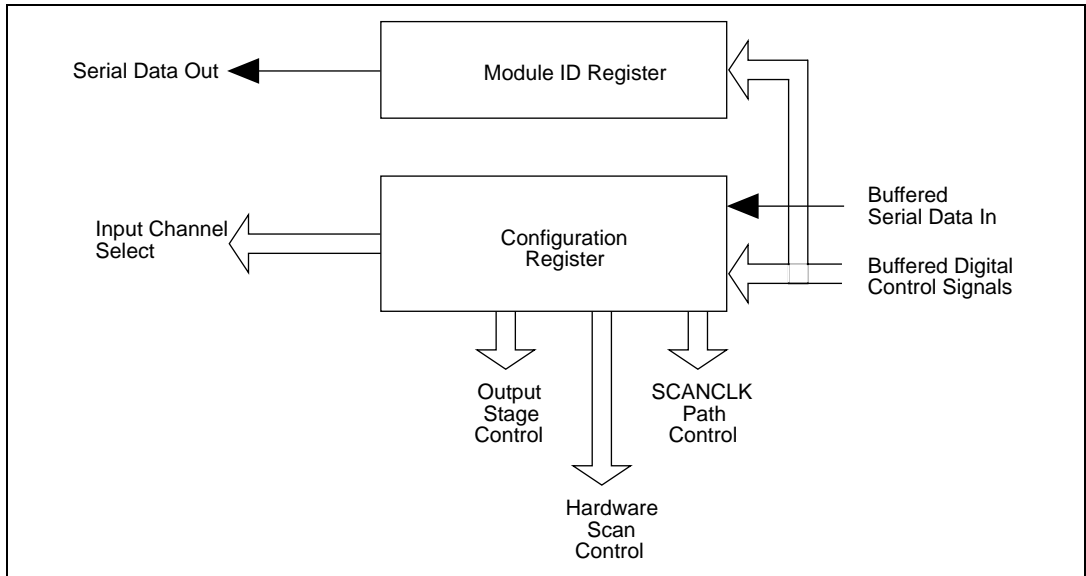 Serial Data Out
Module ID Register
Input Channel
Select
Configuration
Register
Buffered
Serial Data In
Buffered Digital
Control Signals
Output
Stage
Control
SCANCLK
Path
Control
Hardware
Scan
Control